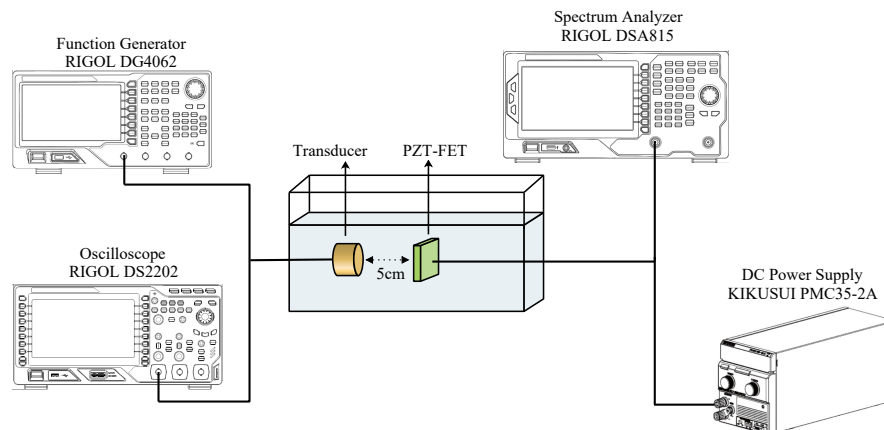 Spectrum Analyzer
RIGOL DSA815
Function Generator
RIGOL DG4062
Transducer
PZT-FET
5cm
Oscilloscope
RIGOL DS2202
DC Power Supply
KIKUSUI PMC35-2A